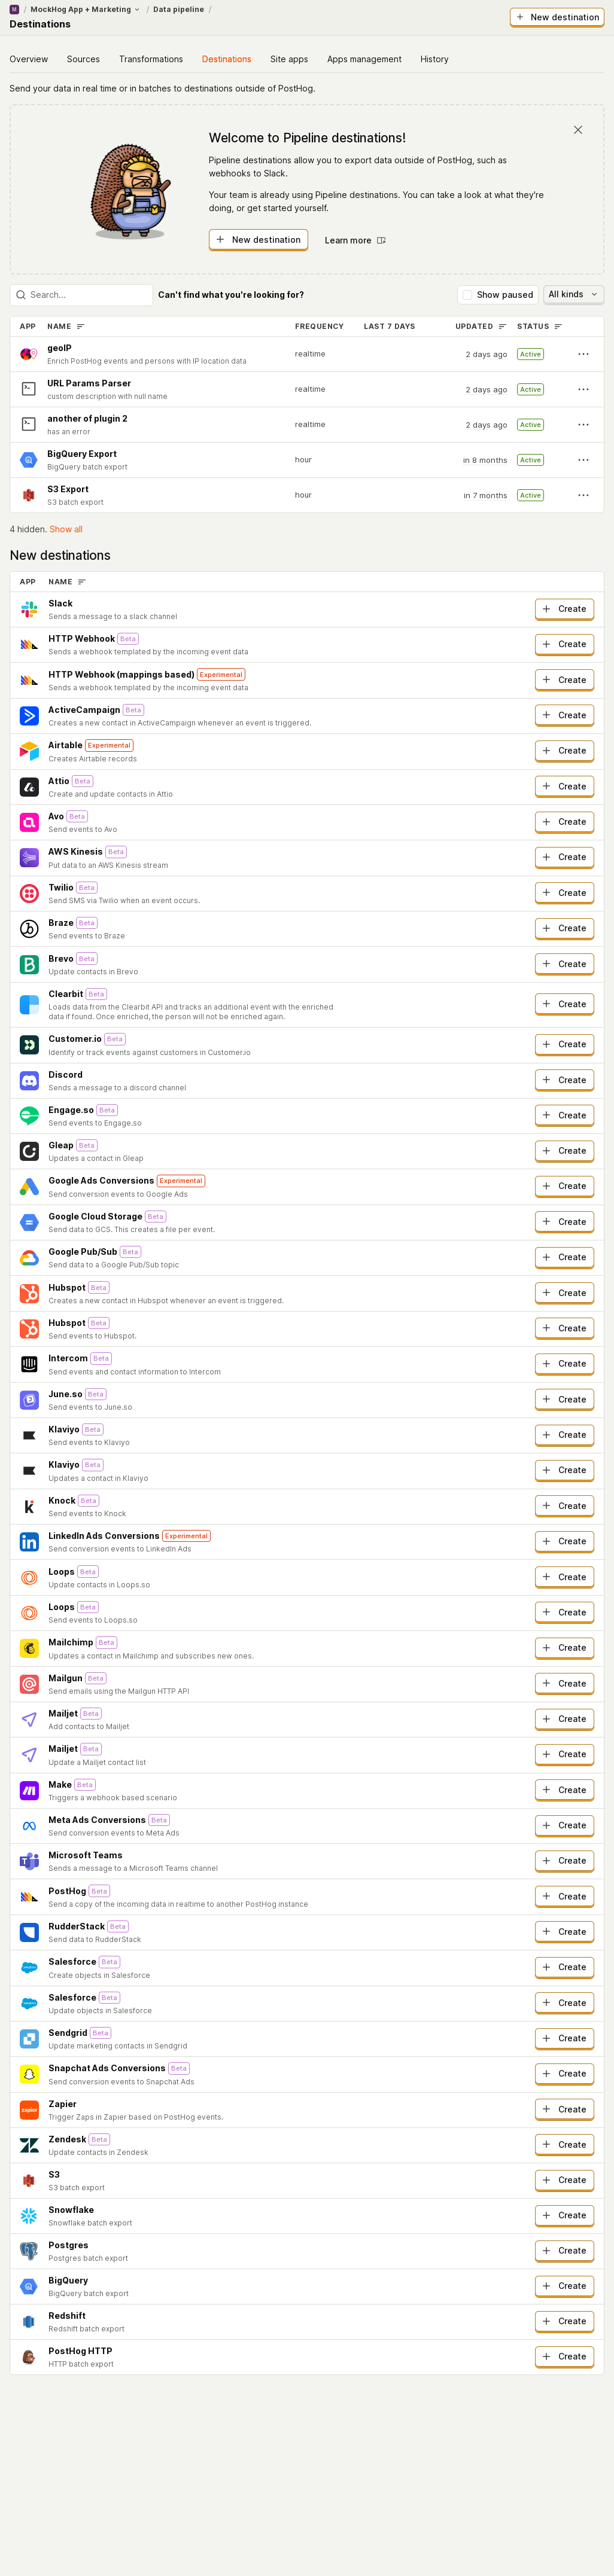 M / MockHog App + Marketing / Data pipeline /
Destinations
New destination
Overview Sources Transformations Destinations Site apps Apps management History
Send your data in real time or in batches to destinations outside of PostHog.
Welcome to Pipeline destinations!
Pipeline destinations allow you to export data outside of PostHog, such as
webhooks to Slack.
Your team is already using Pipeline destinations. You can take a look at what they're
doing, or get started yourself.
New destination Learn more
Search... Can't find what you're looking for? Show paused All kinds
APP NAME FREQUENCY LAST 7 DAYS UPDATED STATUS
geoIP
Enrich PostHog events and persons with IP location data
realtime 2 days ago Active
URL Params Parser
custom description with null name
realtime 2 days ago Active
another of plugin 2
has an error
realtime 2 days ago Active
BigQuery Export
BigQuery batch export
hour in 8 months Active
S3 Export
S3 batch export
hour in 7 months Active
4 hidden. Show all
New destinations
APP NAME
Slack
Sends a message to a slack channel
Create
HTTP Webhook Beta
Sends a webhook templated by the incoming event data
Create
HTTP Webhook (mappings based) Experimental
Sends a webhook templated by the incoming event data
Create
ActiveCampaign Beta
Creates a new contact in ActiveCampaign whenever an event is triggered.
Create
Airtable Experimental
Creates Airtable records
Create
Attio Beta
Create and update contacts in Attio
Create
Avo Beta
Send events to Avo
Create
AWS Kinesis Beta
Put data to an AWS Kinesis stream
Create
Twilio Beta
Send SMS via Twilio when an event occurs.
Create
Braze Beta
Send events to Braze
Create
Brevo Beta
Update contacts in Brevo
Create
Clearbit Beta
Loads data from the Clearbit API and tracks an additional event with the enriched
data if found. Once enriched, the person will not be enriched again.
Create
Customer.io Beta
Identify or track events against customers in Customer.io
Create
Discord
Sends a message to a discord channel
Create
Engage.so Beta
Send events to Engage.so
Create
Gleap Beta
Updates a contact in Gleap
Create
Google Ads Conversions Experimental
Send conversion events to Google Ads
Create
Google Cloud Storage Beta
Send data to GCS. This creates a file per event.
Create
Google Pub/Sub Beta
Send data to a Google Pub/Sub topic
Create
Hubspot Beta
Creates a new contact in Hubspot whenever an event is triggered.
Create
Hubspot Beta
Send events to Hubspot.
Create
Intercom Beta
Send events and contact information to Intercom
Create
June.so Beta
Send events to June.so
Create
Klaviyo Beta
Send events to Klaviyo
Create
Klaviyo Beta
Updates a contact in Klaviyo
Create
Knock Beta
Send events to Knock
Create
LinkedIn Ads Conversions Experimental
Send conversion events to LinkedIn Ads
Create
Loops Beta
Update contacts in Loops.so
Create
Loops Beta
Send events to Loops.so
Create
Mailchimp Beta
Updates a contact in Mailchimp and subscribes new ones.
Create
Mailgun Beta
Send emails using the Mailgun HTTP API
Create
Mailjet Beta
Add contacts to Mailjet
Create
Mailjet Beta
Update a Mailjet contact list
Create
Make Beta
Triggers a webhook based scenario
Create
Meta Ads Conversions Beta
Send conversion events to Meta Ads
Create
Microsoft Teams
Sends a message to a Microsoft Teams channel
Create
PostHog Beta
Send a copy of the incoming data in realtime to another PostHog instance
Create
RudderStack Beta
Send data to RudderStack
Create
Salesforce Beta
Create objects in Salesforce
Create
Salesforce Beta
Update objects in Salesforce
Create
Sendgrid Beta
Update marketing contacts in Sendgrid
Create
Snapchat Ads Conversions Beta
Send conversion events to Snapchat Ads
Create
Zapier
Trigger Zaps in Zapier based on PostHog events.
Create
Zendesk Beta
Update contacts in Zendesk
Create
S3
S3 batch export
Create
Snowflake
Snowflake batch export
Create
Postgres
Postgres batch export
Create
BigQuery
BigQuery batch export
Create
Redshift
Redshift batch export
Create
PostHog HTTP
HTTP batch export
Create